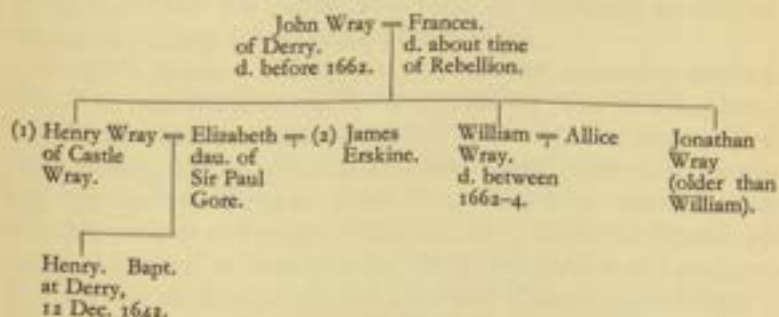 John Wray
of Derry.
d. before 1662.
Frances.
d. about time
of Rebellion.
(1) Henry Wray
of Castle
Wray.
Elizabeth
dau. of
Sir Paul
Gore.
(2) James
Erskine.
William
Wray.
d. between
1662-4.
Allice
Jonathan
Wray
(older than
William).
Henry. Bapt.
at Derry,
12 Dec. 1642.